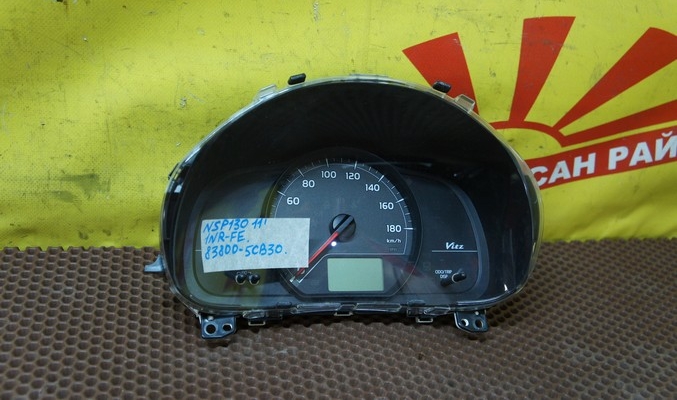 САН РАЙ
100
120
80
140
60
160
180
km/h
NSP130 11'
1NR-FE.
83800-5CB30.
Vitz
ODO/TRIP
DISP